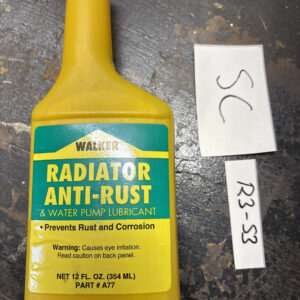 WALKER
RADIATOR
ANTI-RUST
& WATER PUMP LUBRICANT
• Prevents Rust and Corrosion
Warning: Causes eye irritation.
Read caution on back panel.
NET 12 FL. OZ. (354 ML)
PART # A77
SC
R3-S3